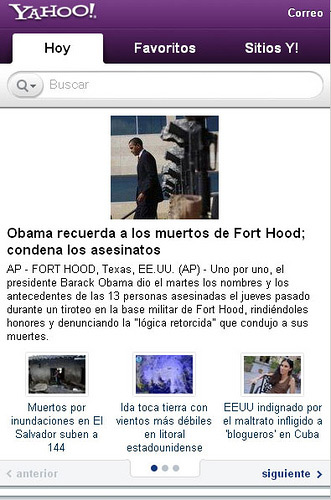 YAHOO!
Correo
Hoy
Favoritos
Sitios Y!
Buscar
Obama recuerda a los muertos de Fort Hood;
condena los asesinatos
AP - FORT HOOD, Texas, EE.UU. (AP) - Uno por uno, el
presidente Barack Obama dio el martes los nombres y los
antecedentes de las 13 personas asesinadas el jueves pasado
durante un tiroteo en la base militar de Fort Hood, rindiéndoles
honores y denunciando la "lógica retorcida" que condujo a sus
muertes.
Muertos por
inundaciones en El
Salvador suben a
144
Ida toca tierra con
vientos más débiles
en litoral
estadounidense
EEUU indignado por
el maltrato infligido a
'blogueros' en Cuba
< anterior
siguiente >